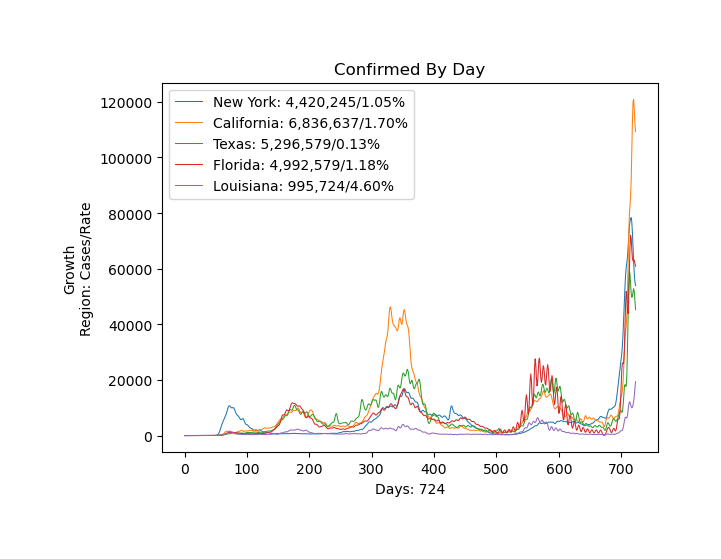 Confirmed By Day
New York: 4,420,245/1.05%
California: 6,836,637/1.70%
Texas: 5,296,579/0.13%
Florida: 4,992,579/1.18%
Louisiana: 995,724/4.60%
120000
100000
80000
60000
40000
20000
0
Growth
Region: Cases/Rate
0 100 200 300 400 500 600 700
Days: 724